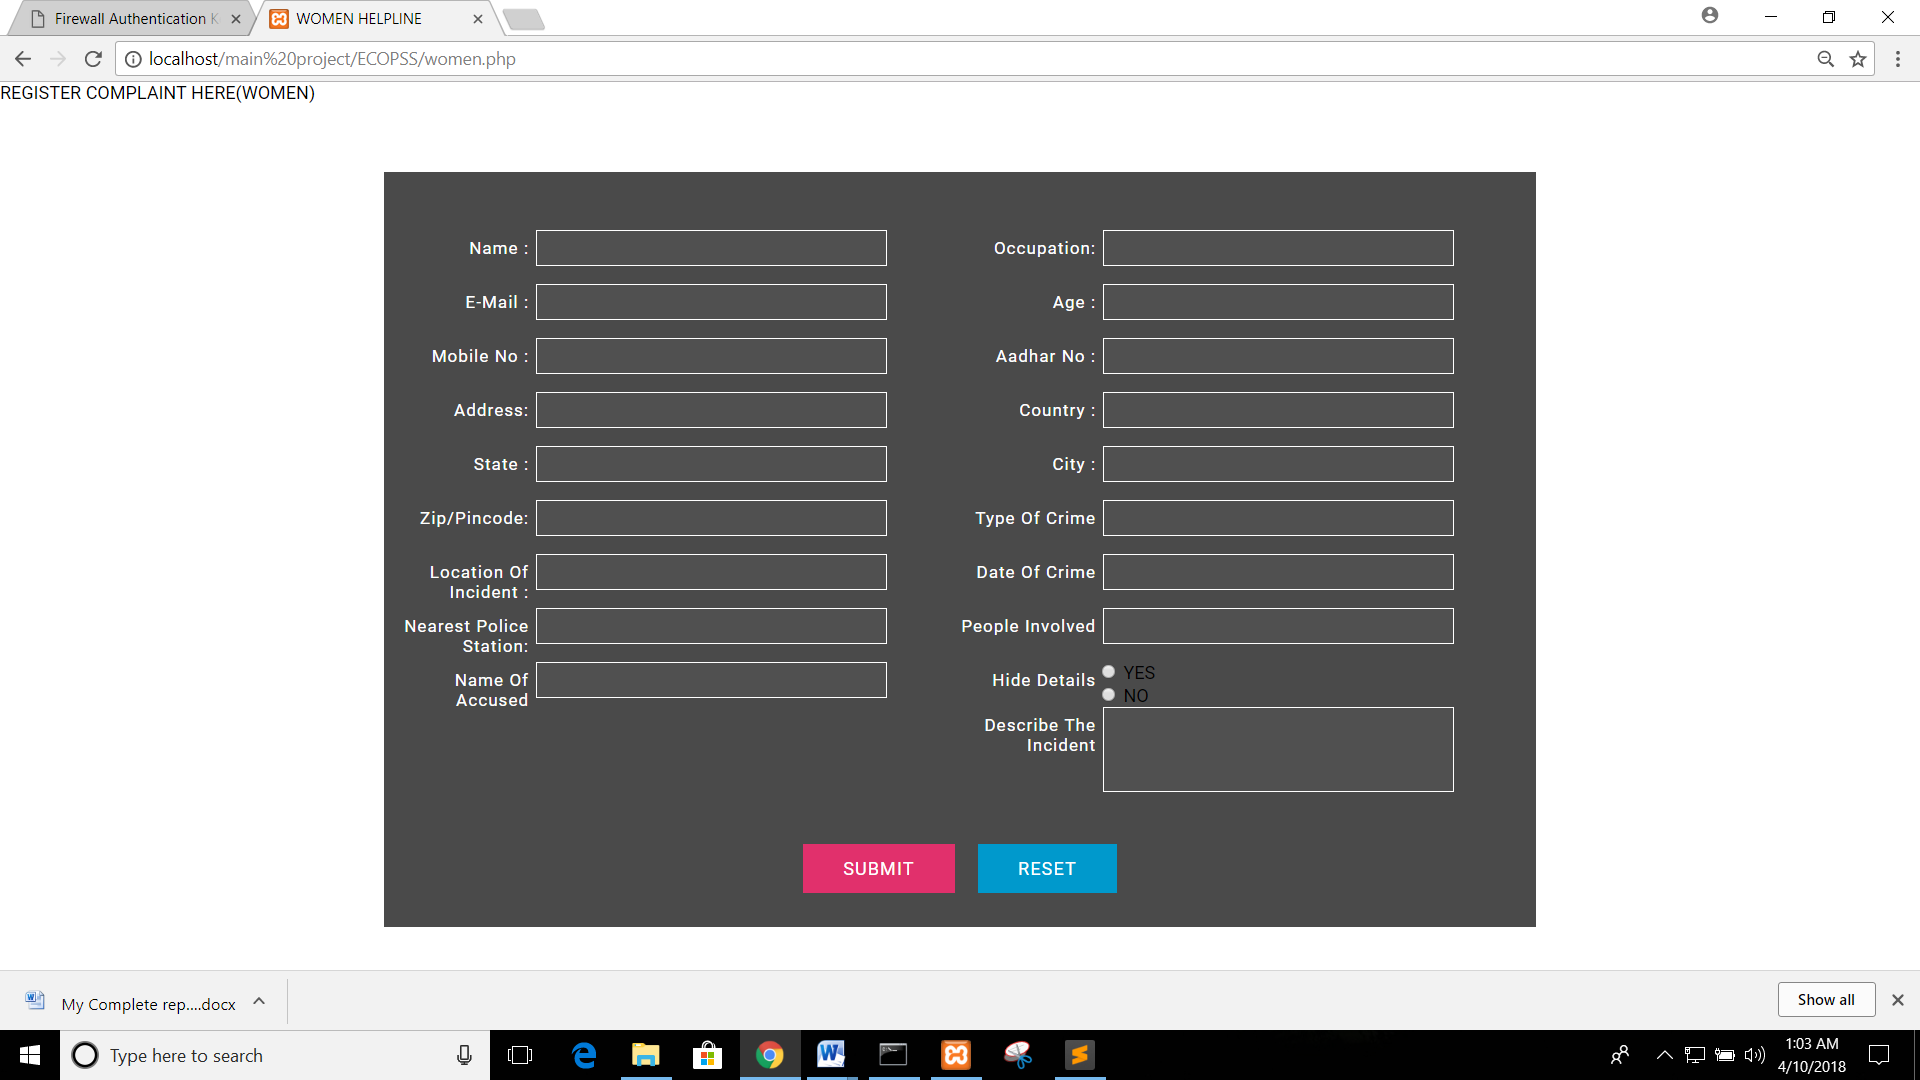 Firewall Authentication K
WOMEN HELPLINE
localhost/main%20project/ECOPSS/women.php
REGISTER COMPLAINT HERE(WOMEN)
Name :
Occupation:
E-Mail :
Age :
Mobile No :
Aadhar No :
Address:
Country :
State :
City :
Zip/Pincode:
Type Of Crime
Location Of
Incident :
Date Of Crime
Nearest Police
Station:
People Involved
Name Of
Accused
Hide Details
YES
NO
Describe The
Incident
SUBMIT
RESET
My Complete rep....docx
Show all
Type here to search
1:03 AM
4/10/2018